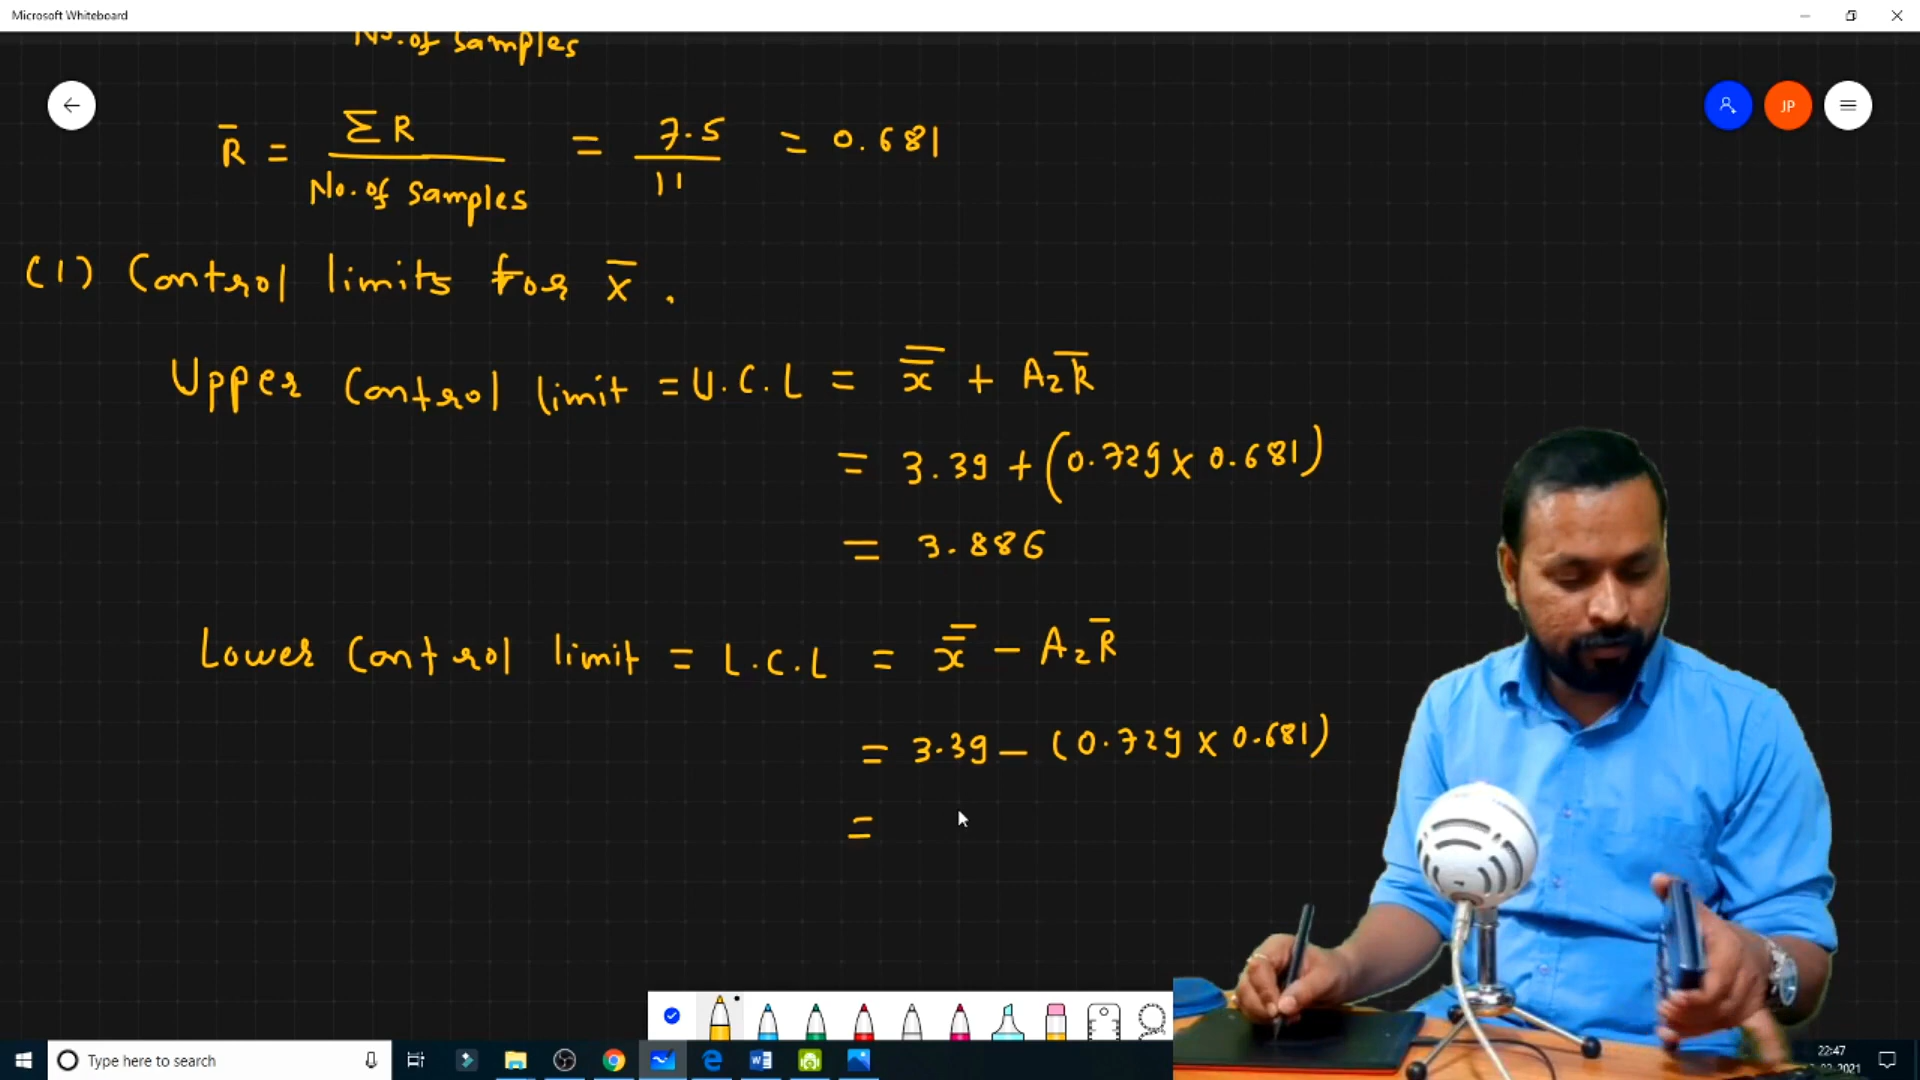 Microsoft Whiteboard
No. of samples
JP
R̄ = ΣR / No. of samples = 7.5 / 11 = 0.681
(1) Control limits for x̄.
Upper Control limit = U.C.L = x̿ + A₂R̄
= 3.39 + (0.729 x 0.681)
= 3.886
Lower Control limit = L.C.L = x̿ - A₂R̄
= 3.39 - (0.729 x 0.681)
=
Type here to search
22:47